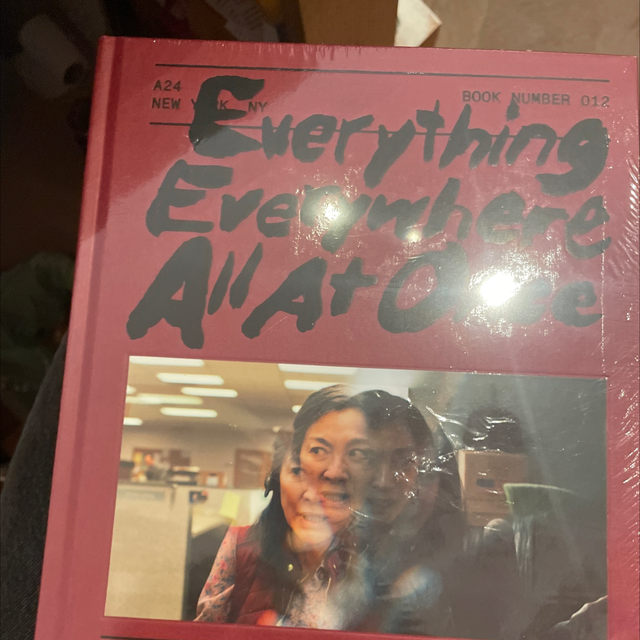 A24
NEW YORK, NY
BOOK NUMBER 012
Everything
Everywhere
All At Once